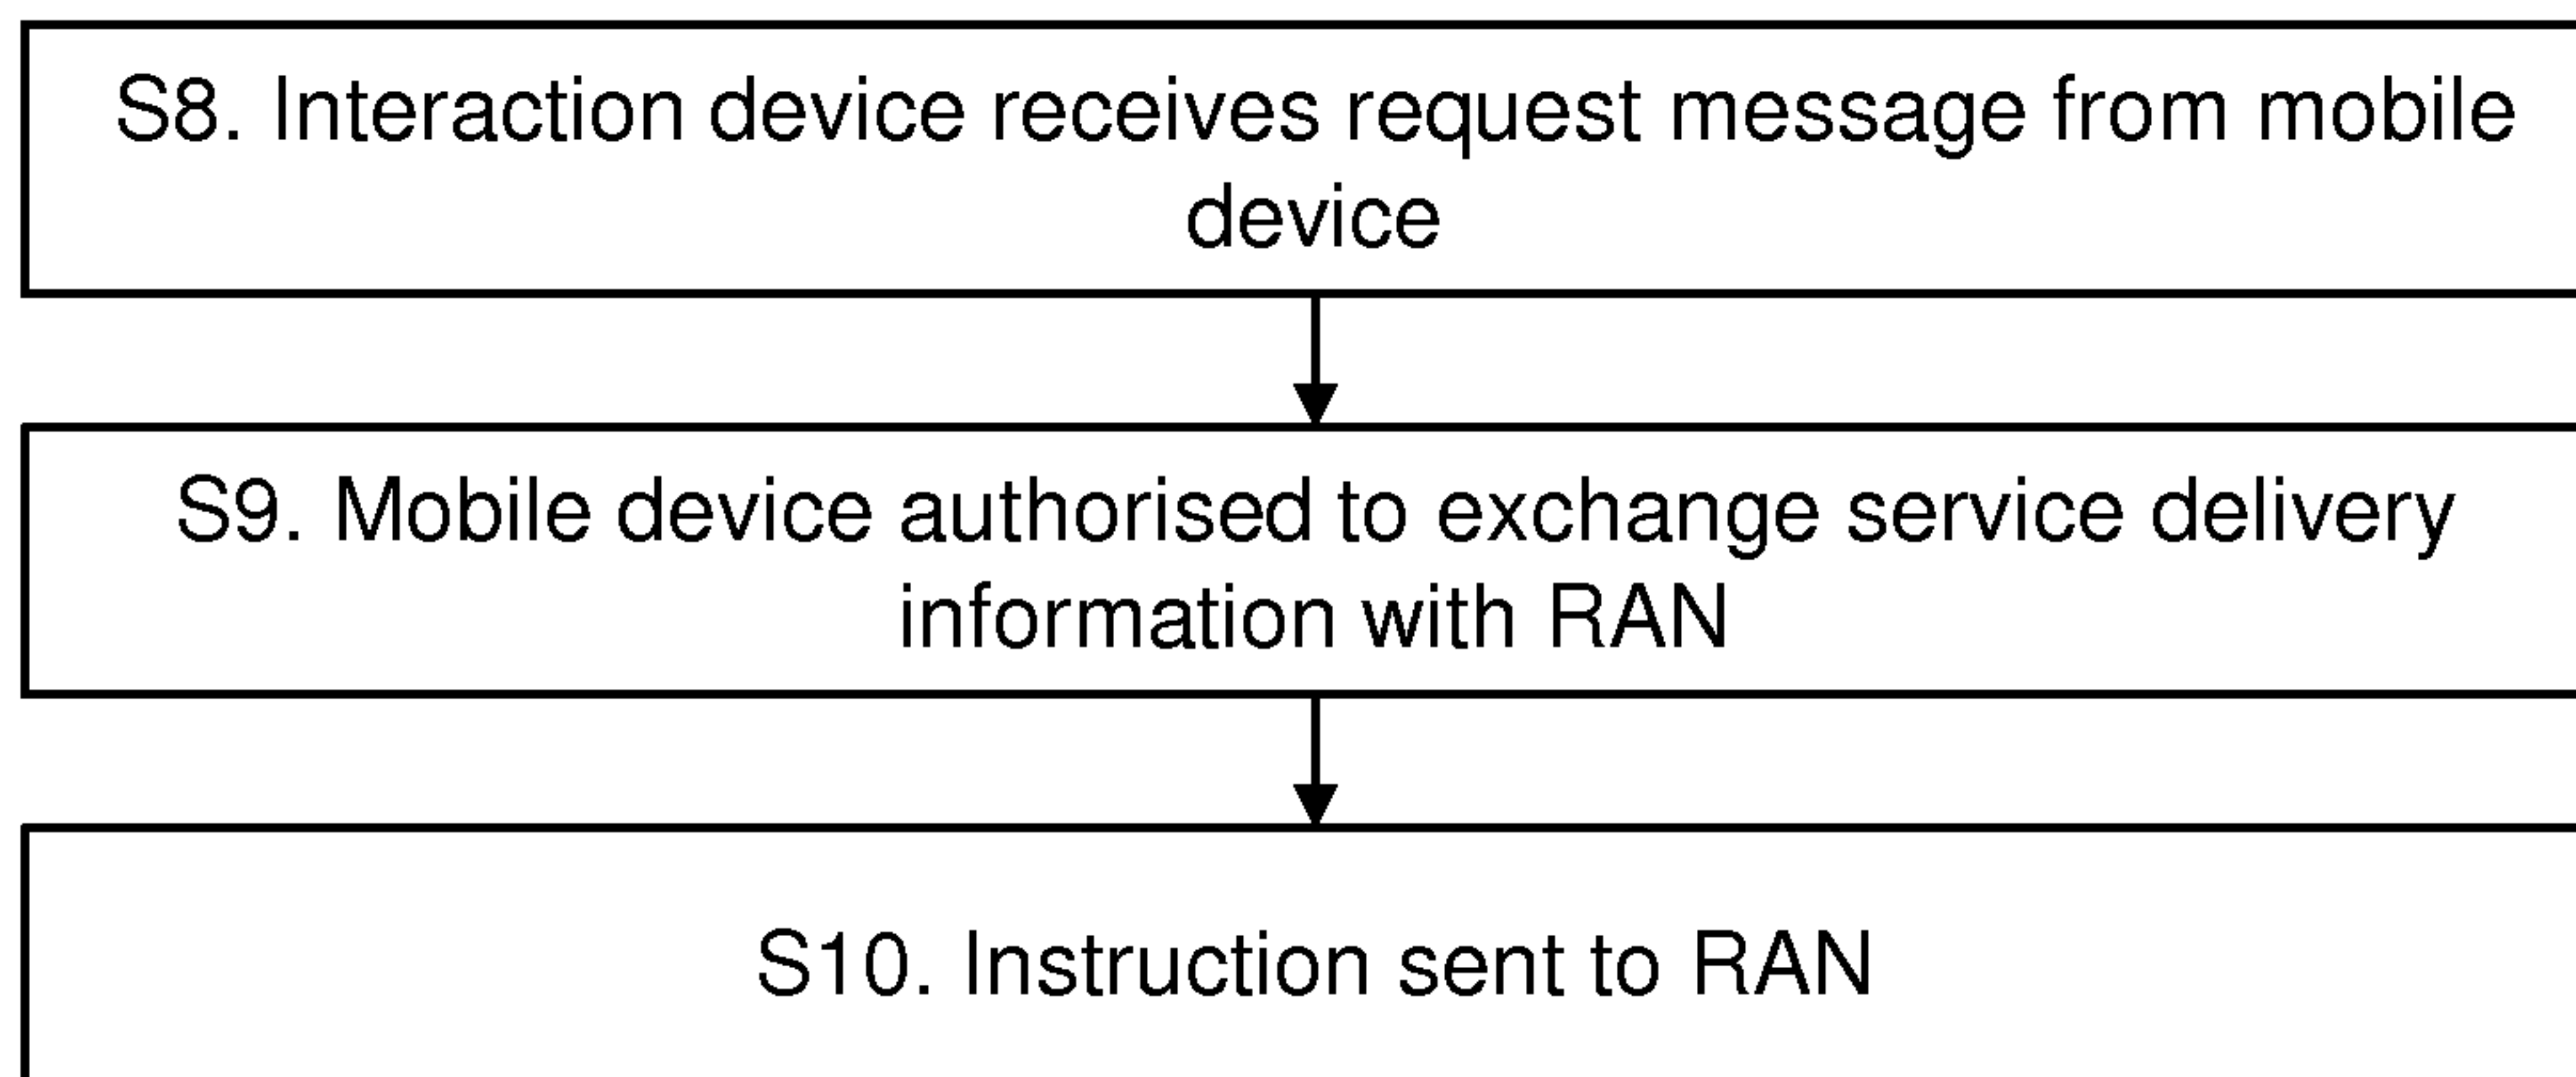 S8. Interaction device receives request message from mobile
device
S9. Mobile device authorised to exchange service delivery
information with RAN
S10. Instruction sent to RAN